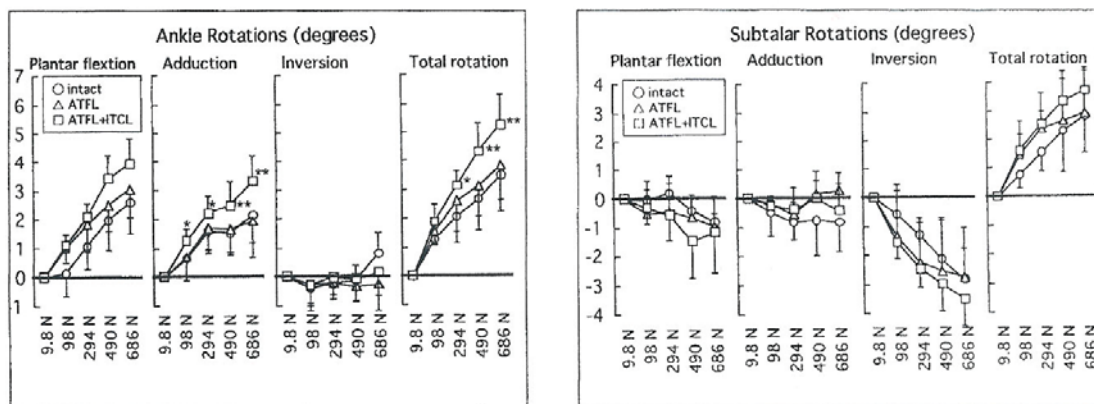 Ankle Rotations (degrees)
Plantar flextion
Adduction
Inversion
Total rotation
7
6
5
4
3
2
1
0
1
intact
ATFL
ATFL+ITCL
*
*
**
**
*
**
**
9.8 N
98 N
294 N
490 N
686 N
9.8 N
98 N
294 N
490 N
686 N
9.8 N
98 N
294 N
490 N
686 N
9.8 N
98 N
294 N
490 N
686 N
Subtalar Rotations (degrees)
Plantar flextion
Adduction
Inversion
Total rotation
4
3
2
1
0
-1
-2
-3
-4
intact
ATFL
ATFL+ITCL
9.8 N
98 N
294 N
490 N
686 N
9.8 N
98 N
294 N
490 N
686 N
9.8 N
98 N
294 N
490 N
686 N
9.8 N
98 N
294 N
490 N
686 N